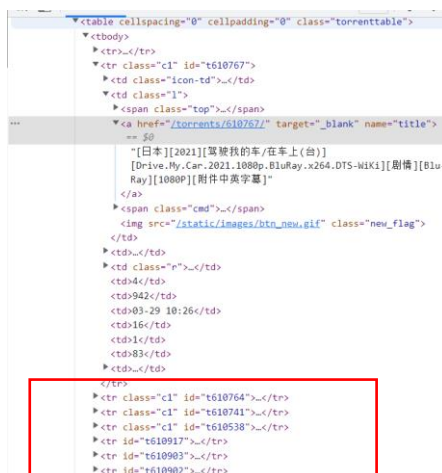 ▼<table cellspacing="0" cellpadding="0" class="torrenttable">
▼<tbody>
▶<tr>…</tr>
▼<tr class="c1" id="t610767">
▶<td class="icon-td">…</td>
▼<td class="l">
▶<span class="top">…</span>
▼<a href="/torrents/610767/" target="_blank" name="title">
== $0
"[日本][2021][驾驶我的车/在车上(台)]
[Drive.My.Car.2021.1080p.BluRay.x264.DTS-WiKi][剧情][Blu
Ray][1080P][附件中英字幕]"
</a>
▶<span class="cmd">…</span>
<img src="/static/images/btn_new.gif" class="new_flag">
</td>
▶<td>…</td>
▶<td class="r">…</td>
<td>4</td>
<td>942</td>
<td>03-29 10:26</td>
<td>16</td>
<td>1</td>
<td>83</td>
▶<td>…</td>
</tr>
▶<tr class="c1" id="t610764">…</tr>
▶<tr class="c1" id="t610741">…</tr>
▶<tr class="c1" id="t610538">…</tr>
▶<tr id="t610917">…</tr>
▶<tr id="t610903">…</tr>
▶<tr id="t610902">…</tr>